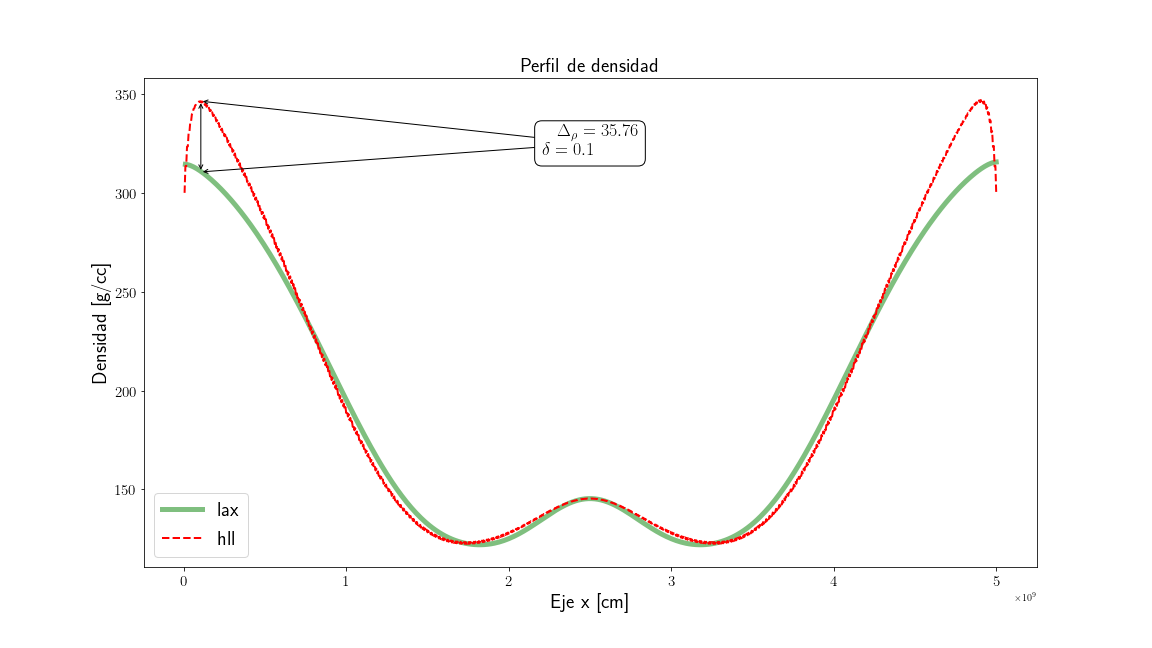 Perfil de densidad
Densidad [g/cc]
350
300
250
200
150
Δρ = 35.76
δ = 0.1
lax
hll
0
1
2
3
4
5
×10⁹
Eje x [cm]